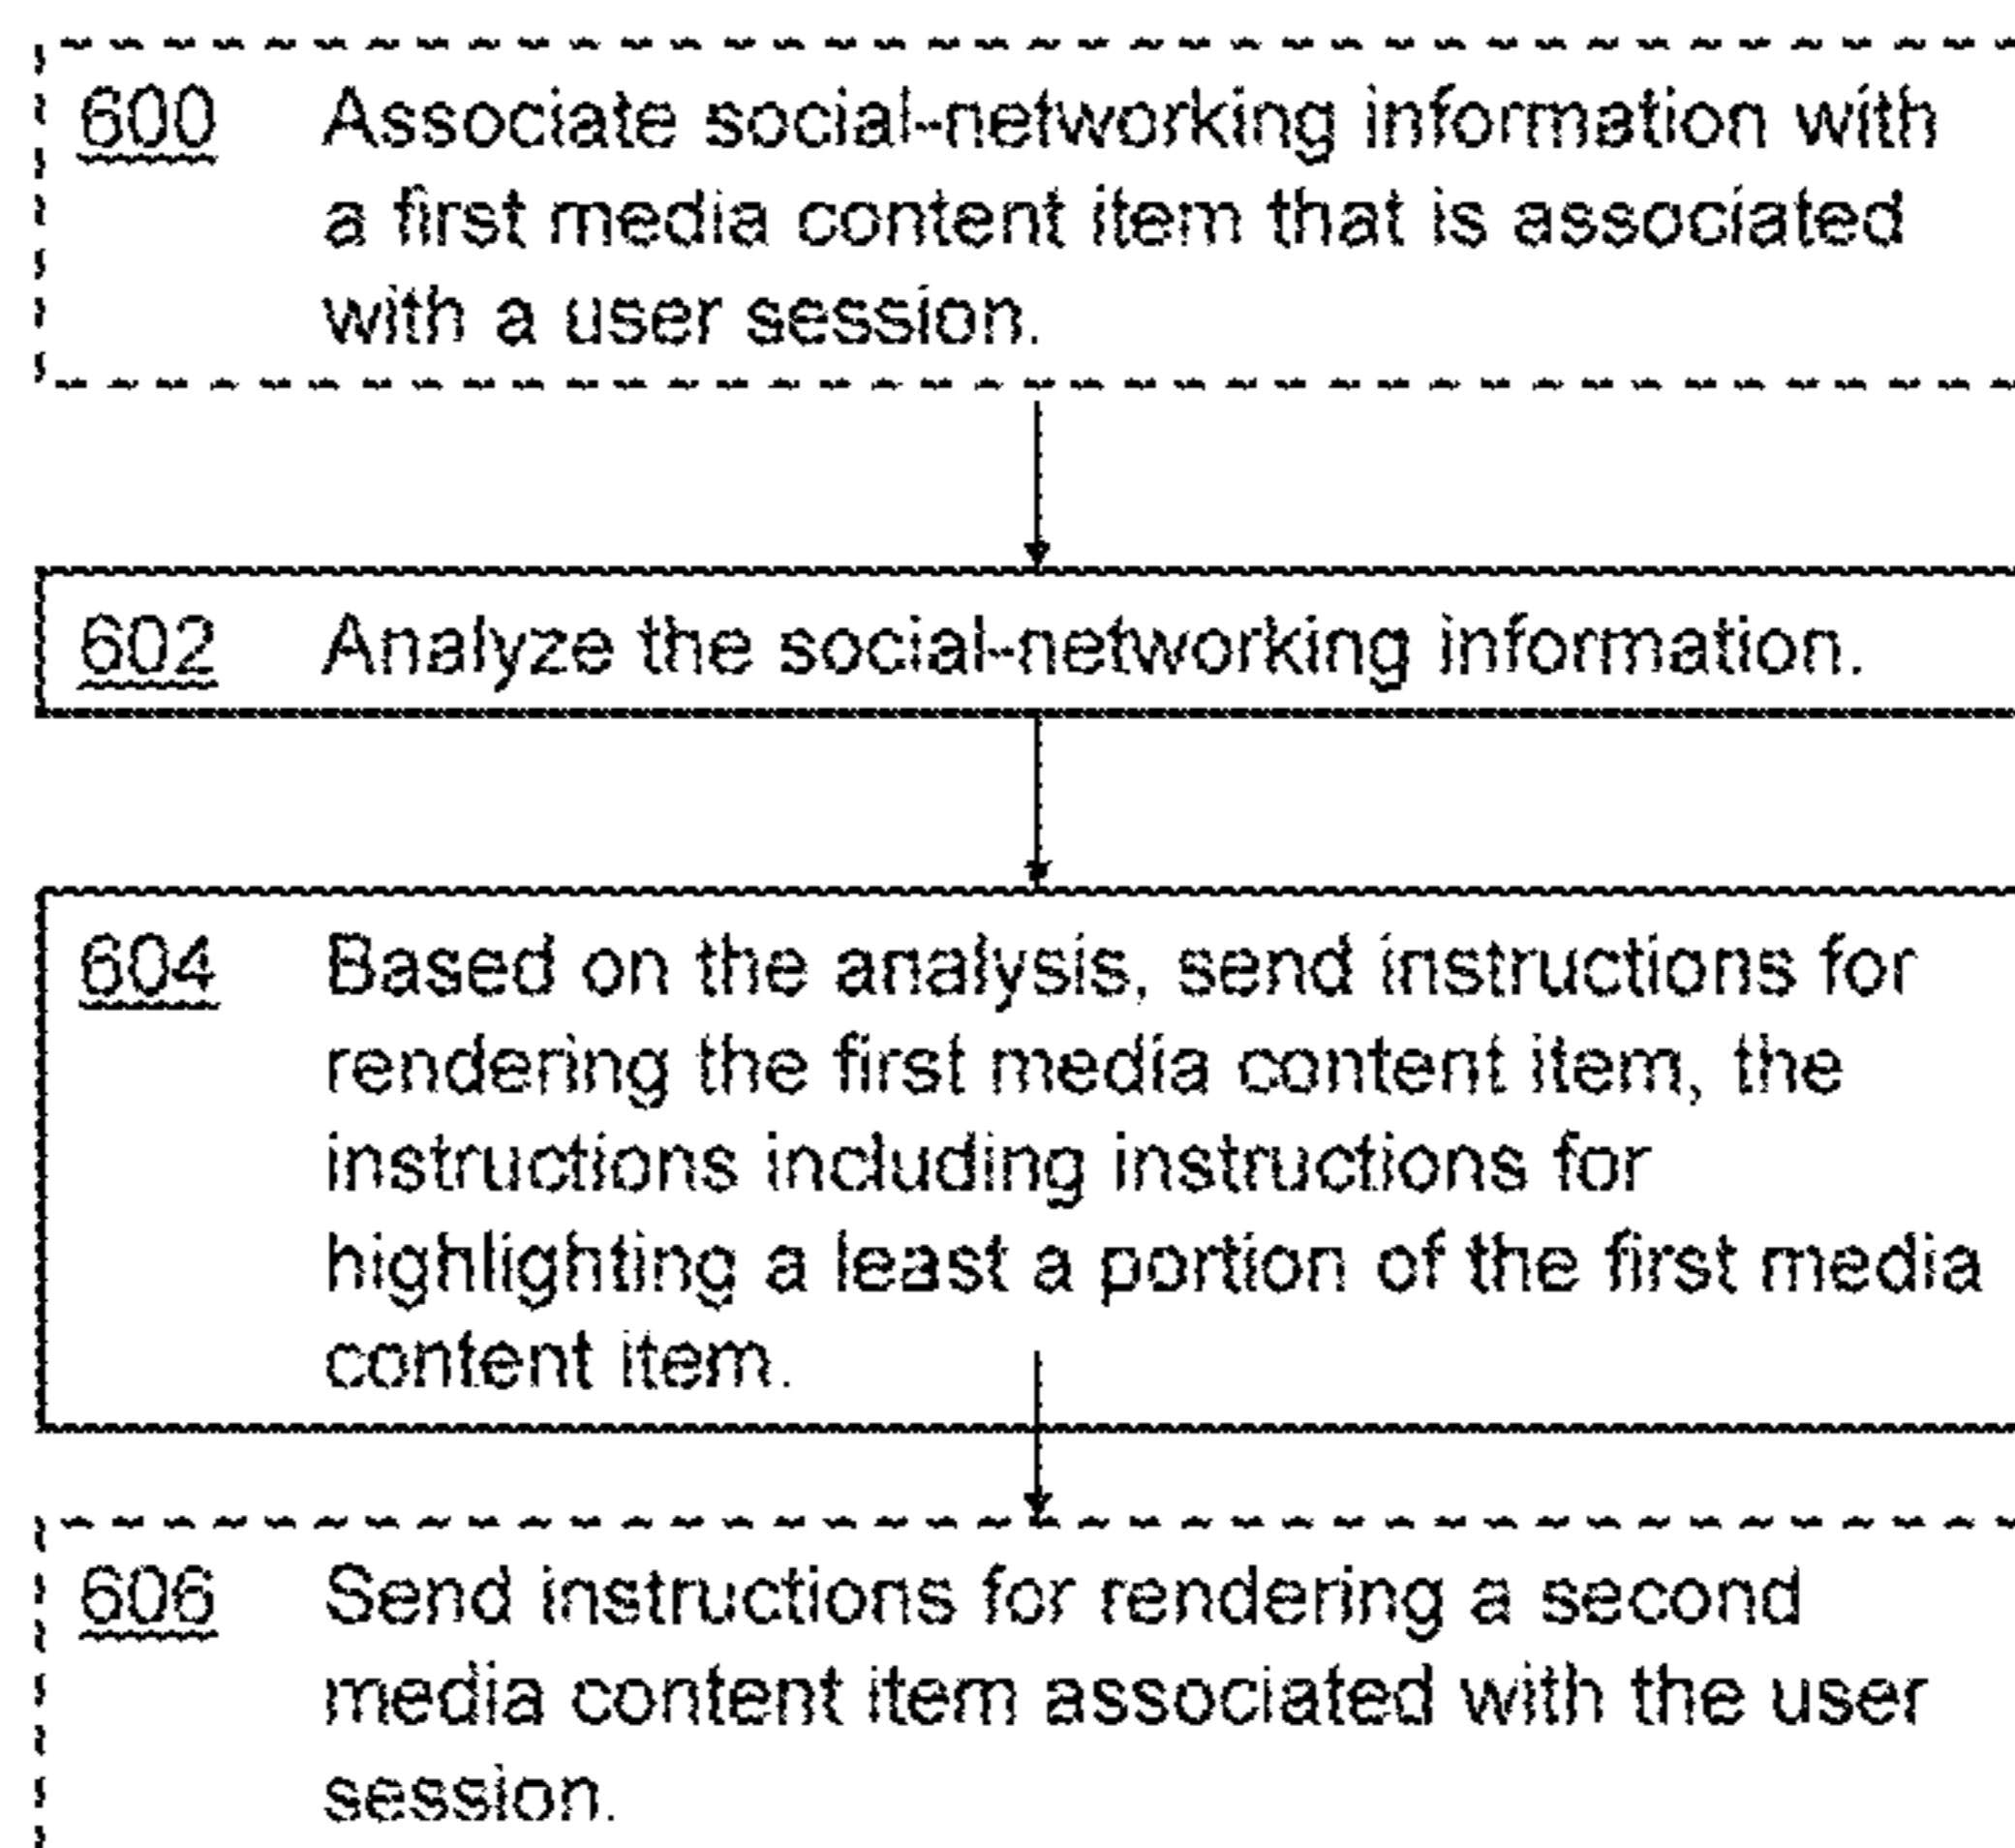 600 Associate social-networking information with
a first media content item that is associated
with a user session.
602 Analyze the social-networking information.
604 Based on the analysis, send instructions for
rendering the first media content item, the
instructions including instructions for
highlighting a least a portion of the first media
content item.
606 Send instructions for rendering a second
media content item associated with the user
session.